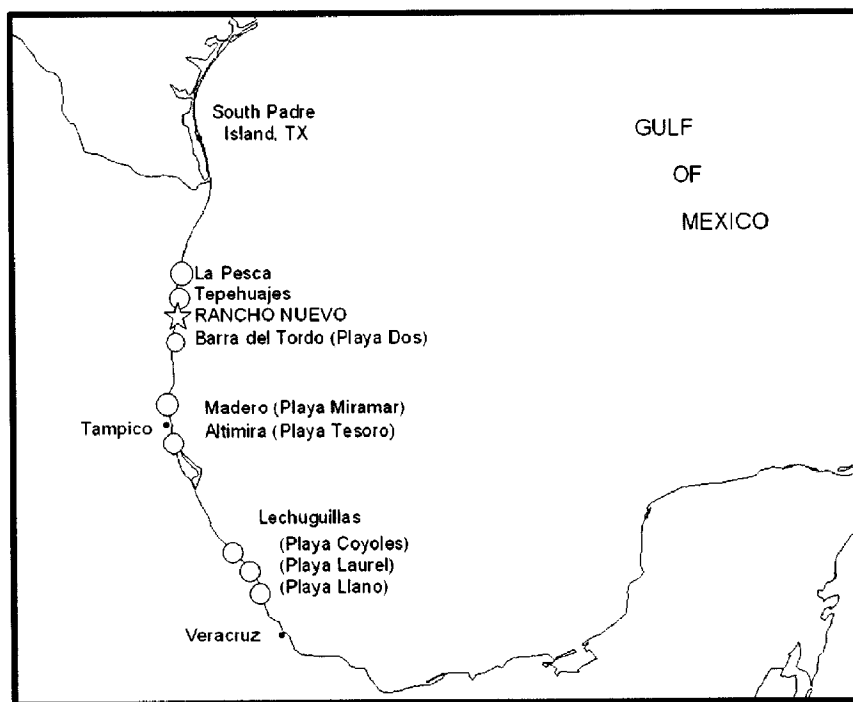 South Padre
Island, TX
GULF
OF
MEXICO
La Pesca
Tepehuajes
RANCHO NUEVO
Barra del Tordo (Playa Dos)
Madero (Playa Miramar)
Tampico
Altimira (Playa Tesoro)
Lechuguillas
(Playa Coyoles)
(Playa Laurel)
(Playa Llano)
Veracruz